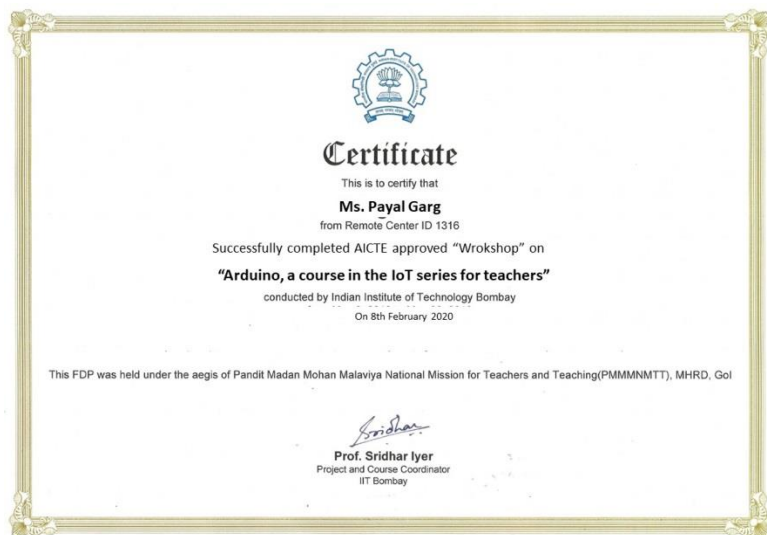 Certificate
This is to certify that
Ms. Payal Garg
from Remote Center ID 1316
Successfully completed AICTE approved “Wrokshop” on
“Arduino, a course in the IoT series for teachers”
conducted by Indian Institute of Technology Bombay
On 8th February 2020
This FDP was held under the aegis of Pandit Madan Mohan Malaviya National Mission for Teachers and Teaching(PMMMNMTT), MHRD, GoI
Sridhar
Prof. Sridhar Iyer
Project and Course Coordinator
IIT Bombay